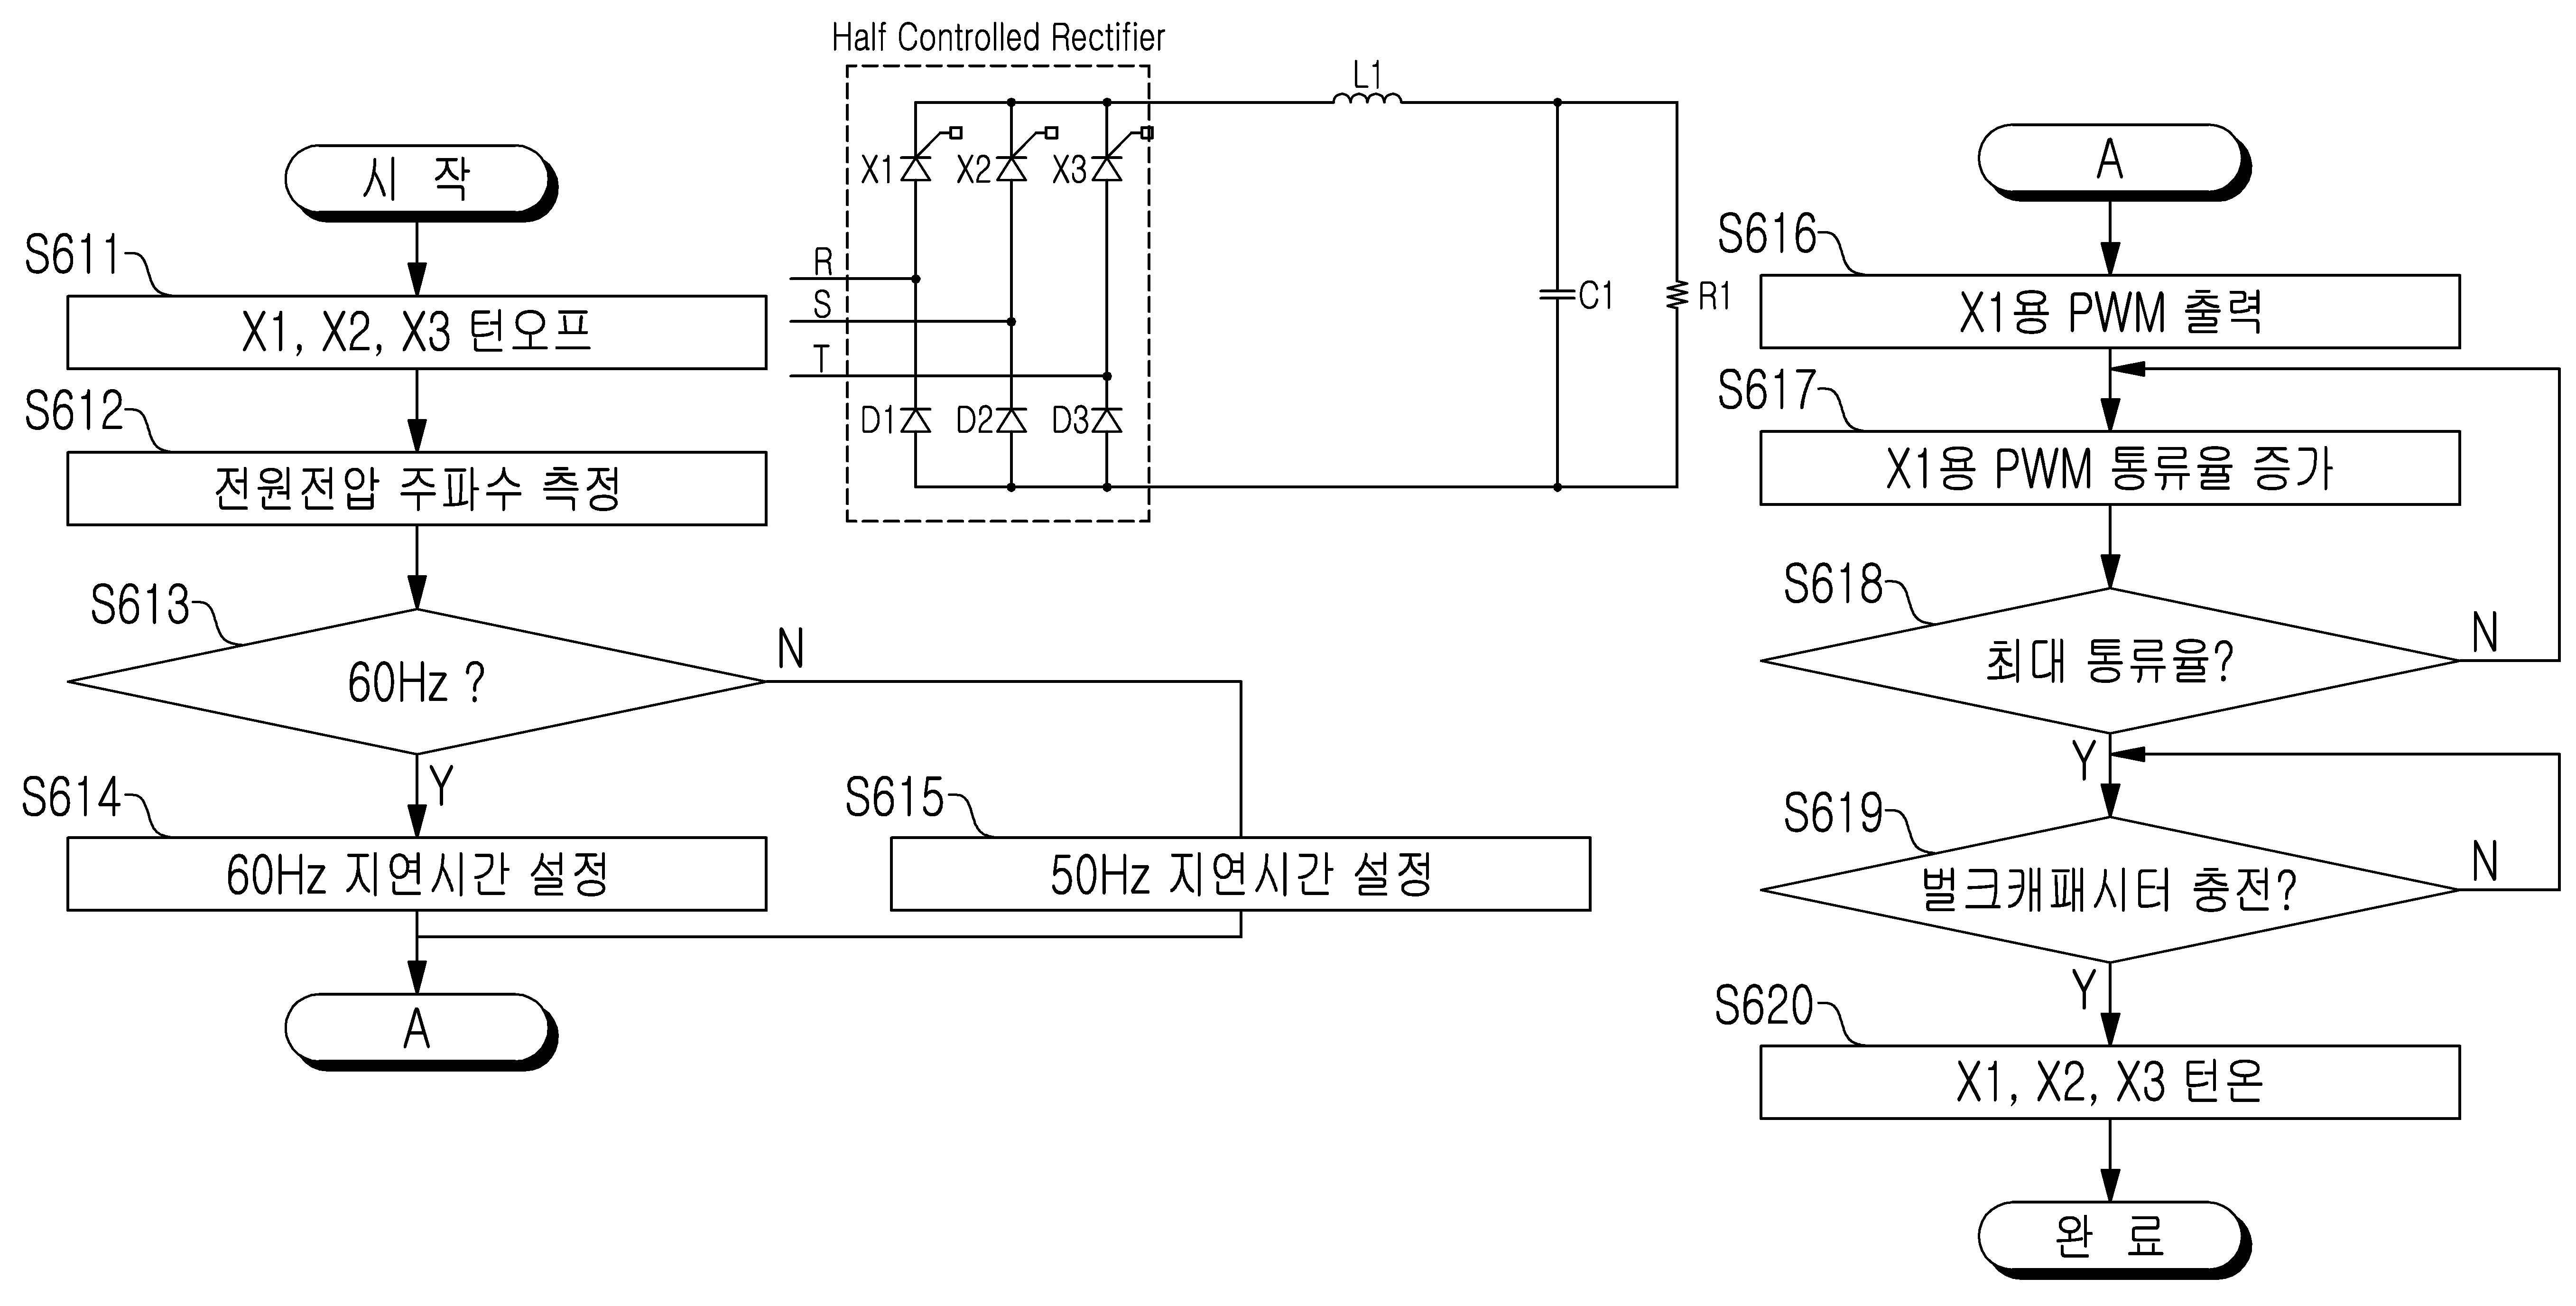 시 작
S611
X1, X2, X3 턴오프
S612
전원전압 주파수 측정
S613
60Hz ?
N
Y
S614
60Hz 지연시간 설정
S615
50Hz 지연시간 설정
A
Half Controlled Rectifier
L1
X1 X2 X3
R
S
T
C1 R1
D1 D2 D3
A
S616
X1용 PWM 출력
S617
X1용 PWM 통류율 증가
S618
최대 통류율?
N
Y
S619
벌크캐패시터 충전?
N
Y
S620
X1, X2, X3 턴온
완 료